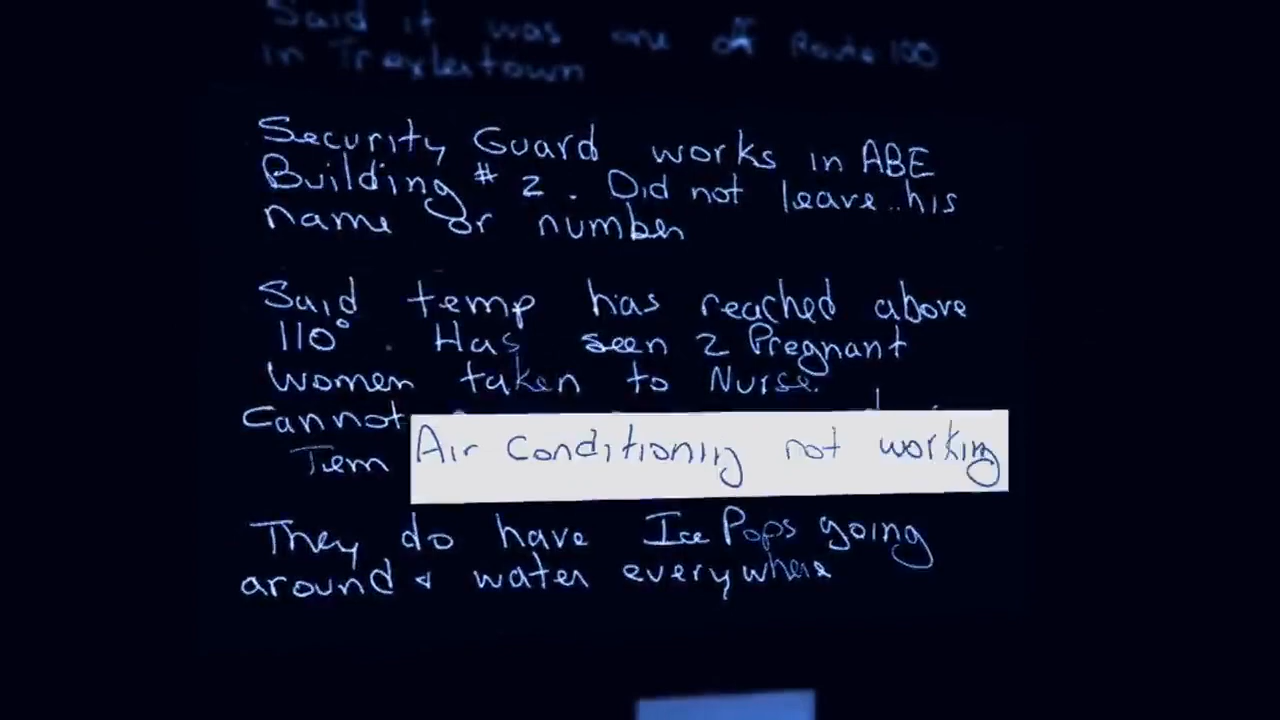 Said it was one off Route 100
in Trexlertown
Security Guard works in ABE
Building # 2. Did not leave..his
name or number
Said temp has reached above
110°. Has seen 2 Pregnant
Women taken to Nurse.
Cannot
Tem
Air Conditioning not working
They do have Ice Pops going
around & water everywhere